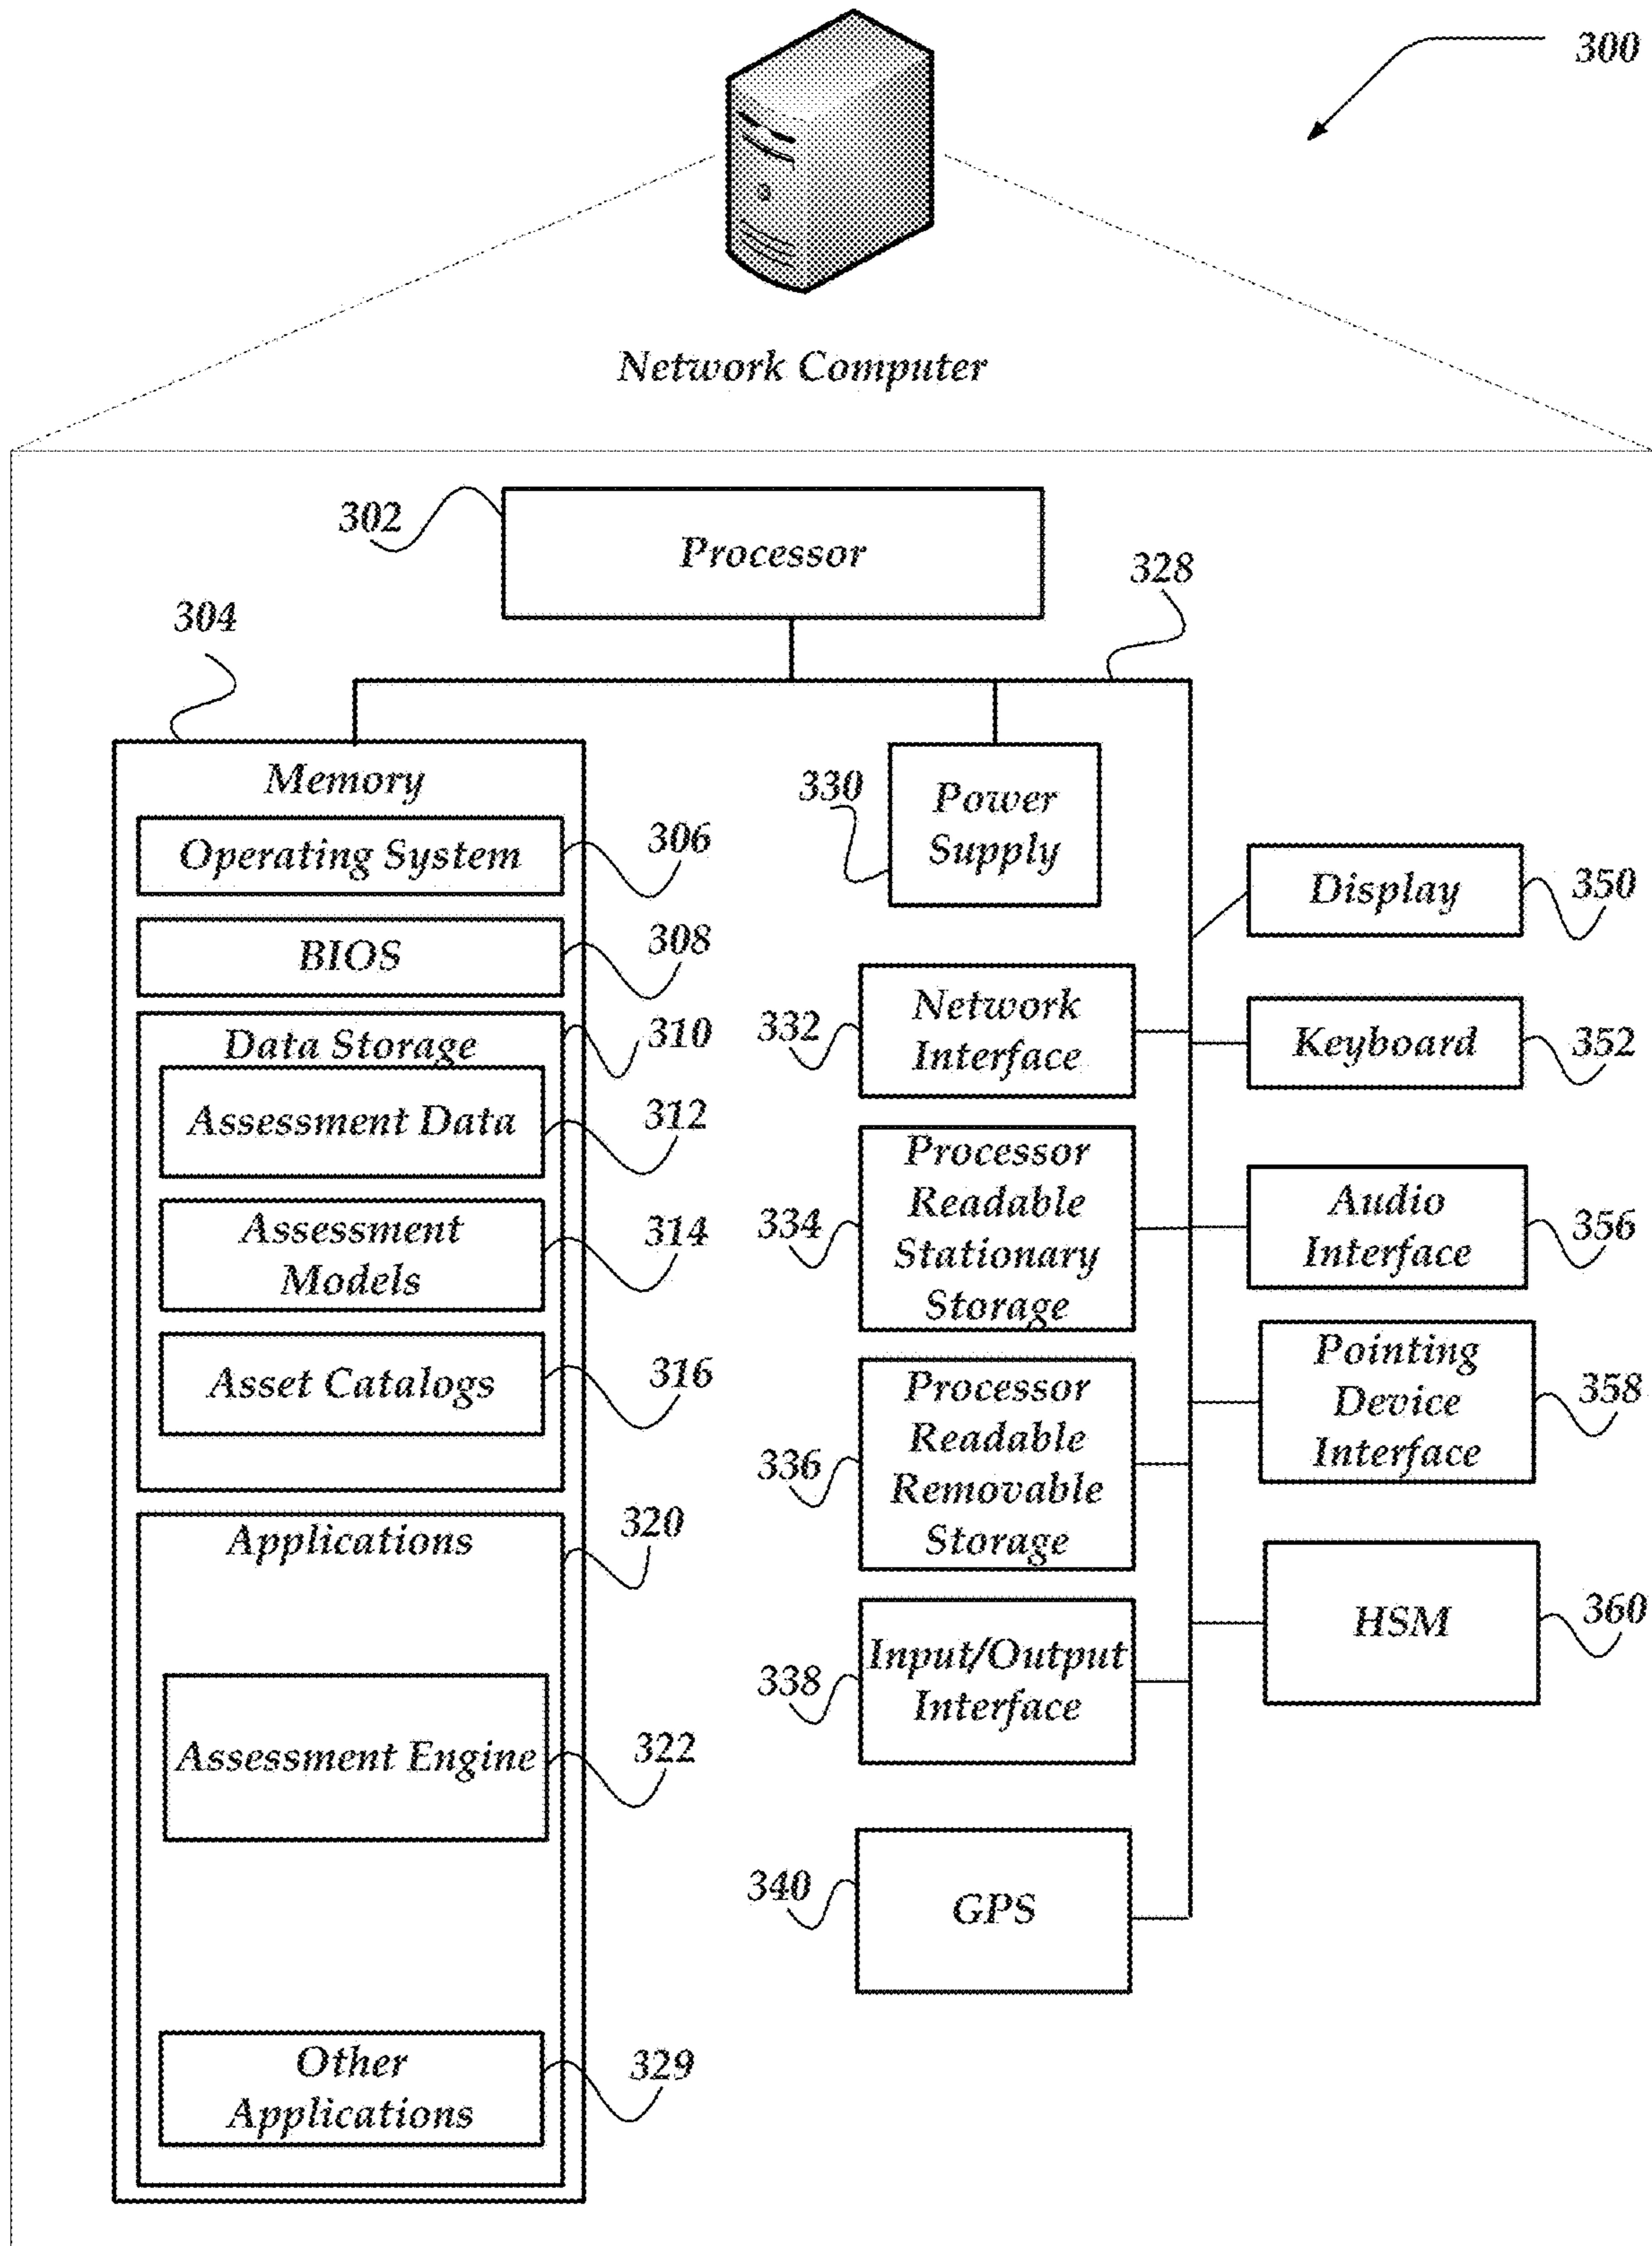 300
Network Computer
302
Processor
328
304
Memory
Operating System
306
BIOS
308
Data Storage
310
Assessment Data
312
Assessment
Models
314
Asset Catalogs
316
Applications
320
Assessment Engine
322
Other
Applications
329
330
Power
Supply
332
Network
Interface
334
Processor
Readable
Stationary
Storage
336
Processor
Readable
Removable
Storage
338
Input/Output
Interface
340
GPS
Display
350
Keyboard
352
Audio
Interface
356
Pointing
Device
Interface
358
HSM
360